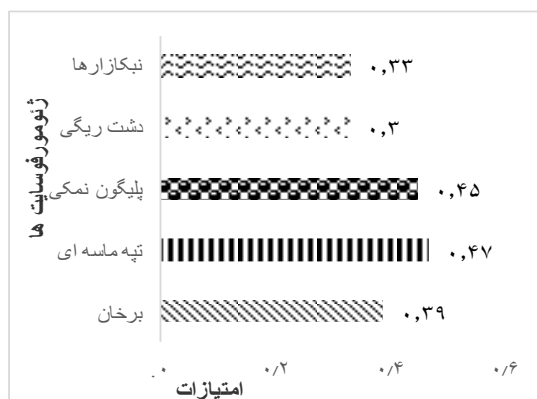 ژئومورفوسایت ها
نبکازارها
۰,۳۳
دشت ریگی
۰,۳
پلیگون نمکی
۰,۴۵
تپه ماسه ای
۰,۴۷
برخان
۰,۳۹
۰ ۰/۲ ۰/۴ ۰/۶
امتیازات